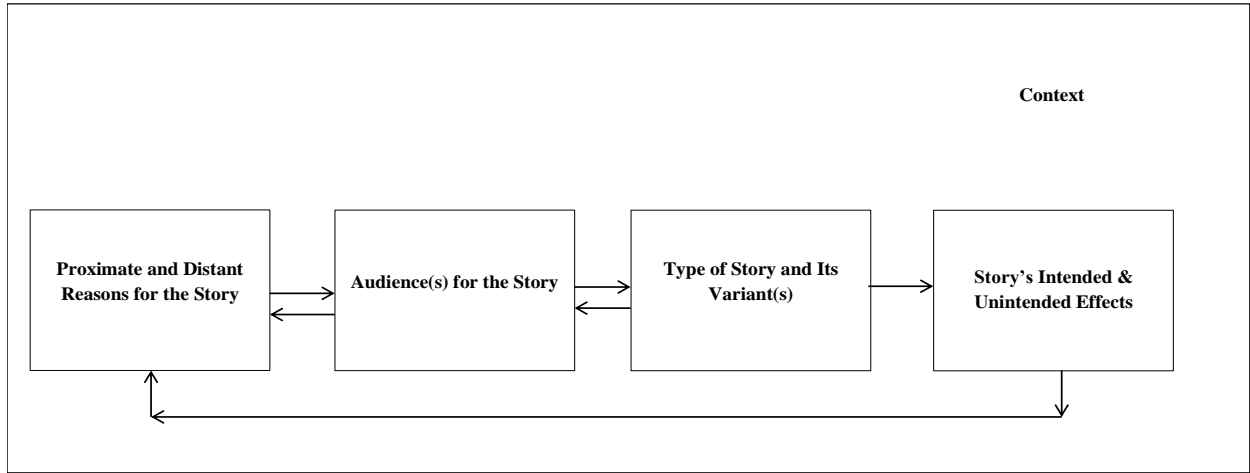 Context
Proximate and Distant
Reasons for the Story
Audience(s) for the Story
Type of Story and Its
Variant(s)
Story’s Intended &
Unintended Effects